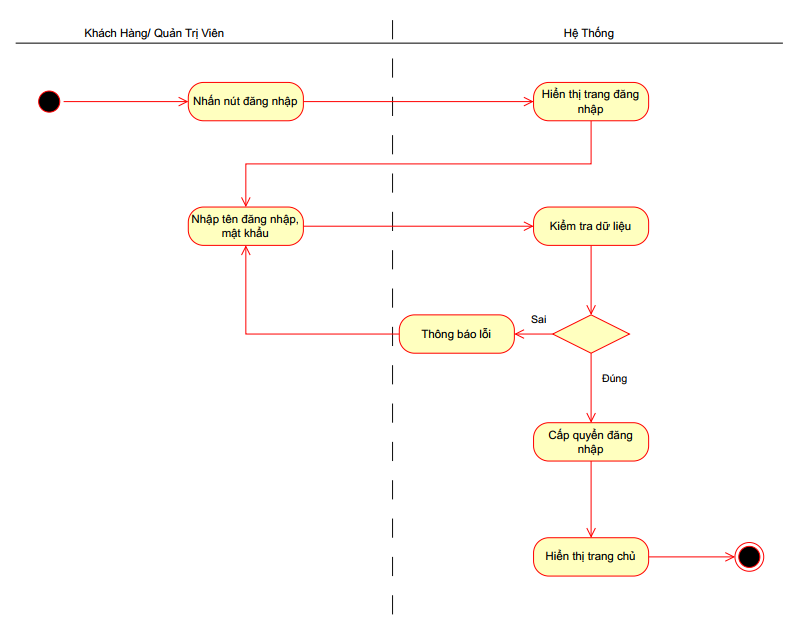 Khách Hàng/ Quản Trị Viên
Hệ Thống
Nhấn nút đăng nhập
Hiển thị trang đăng
nhập
Nhập tên đăng nhập,
mật khẩu
Kiểm tra dữ liệu
Sai
Thông báo lỗi
Đúng
Cấp quyển đăng
nhập
Hiển thị trang chủ